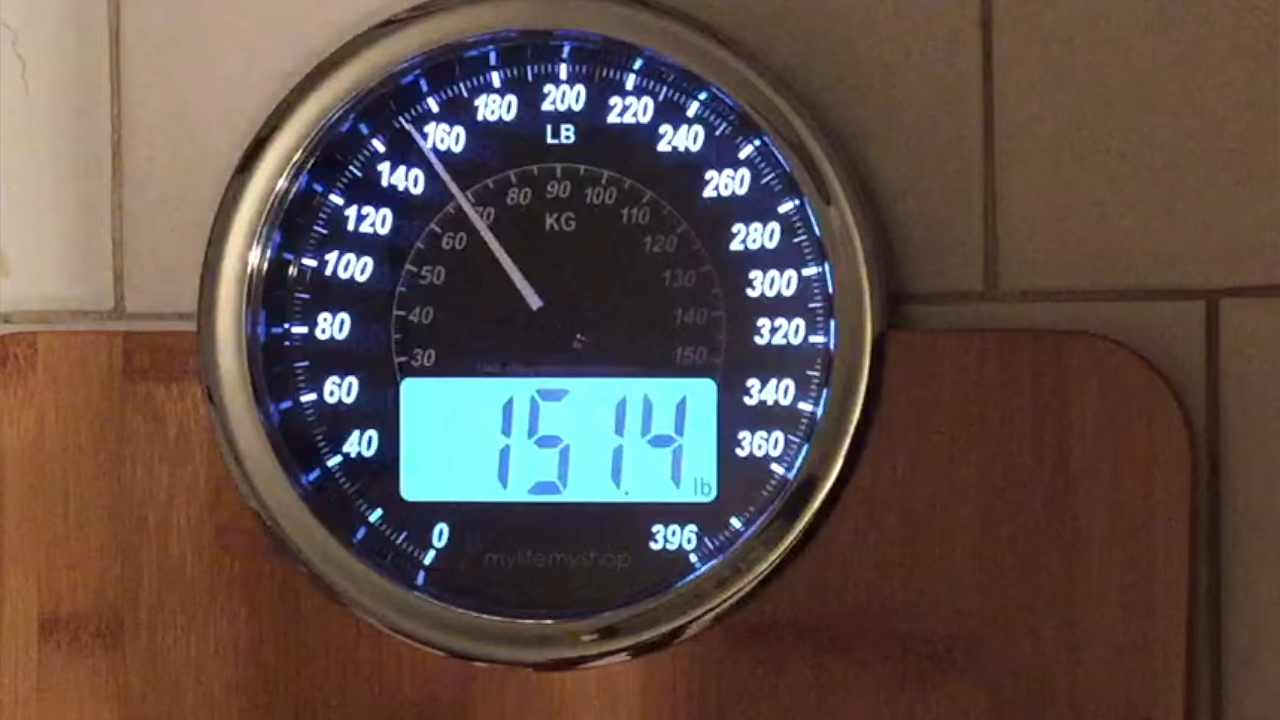 180 200 220
160 LB 240
140 80 90 100 260
120 70 KG 110 280
100 60 120 300
50 130
80 40 140 320
30 150
60 151.4 lb 340
40 360
0 396
mylifemyshop